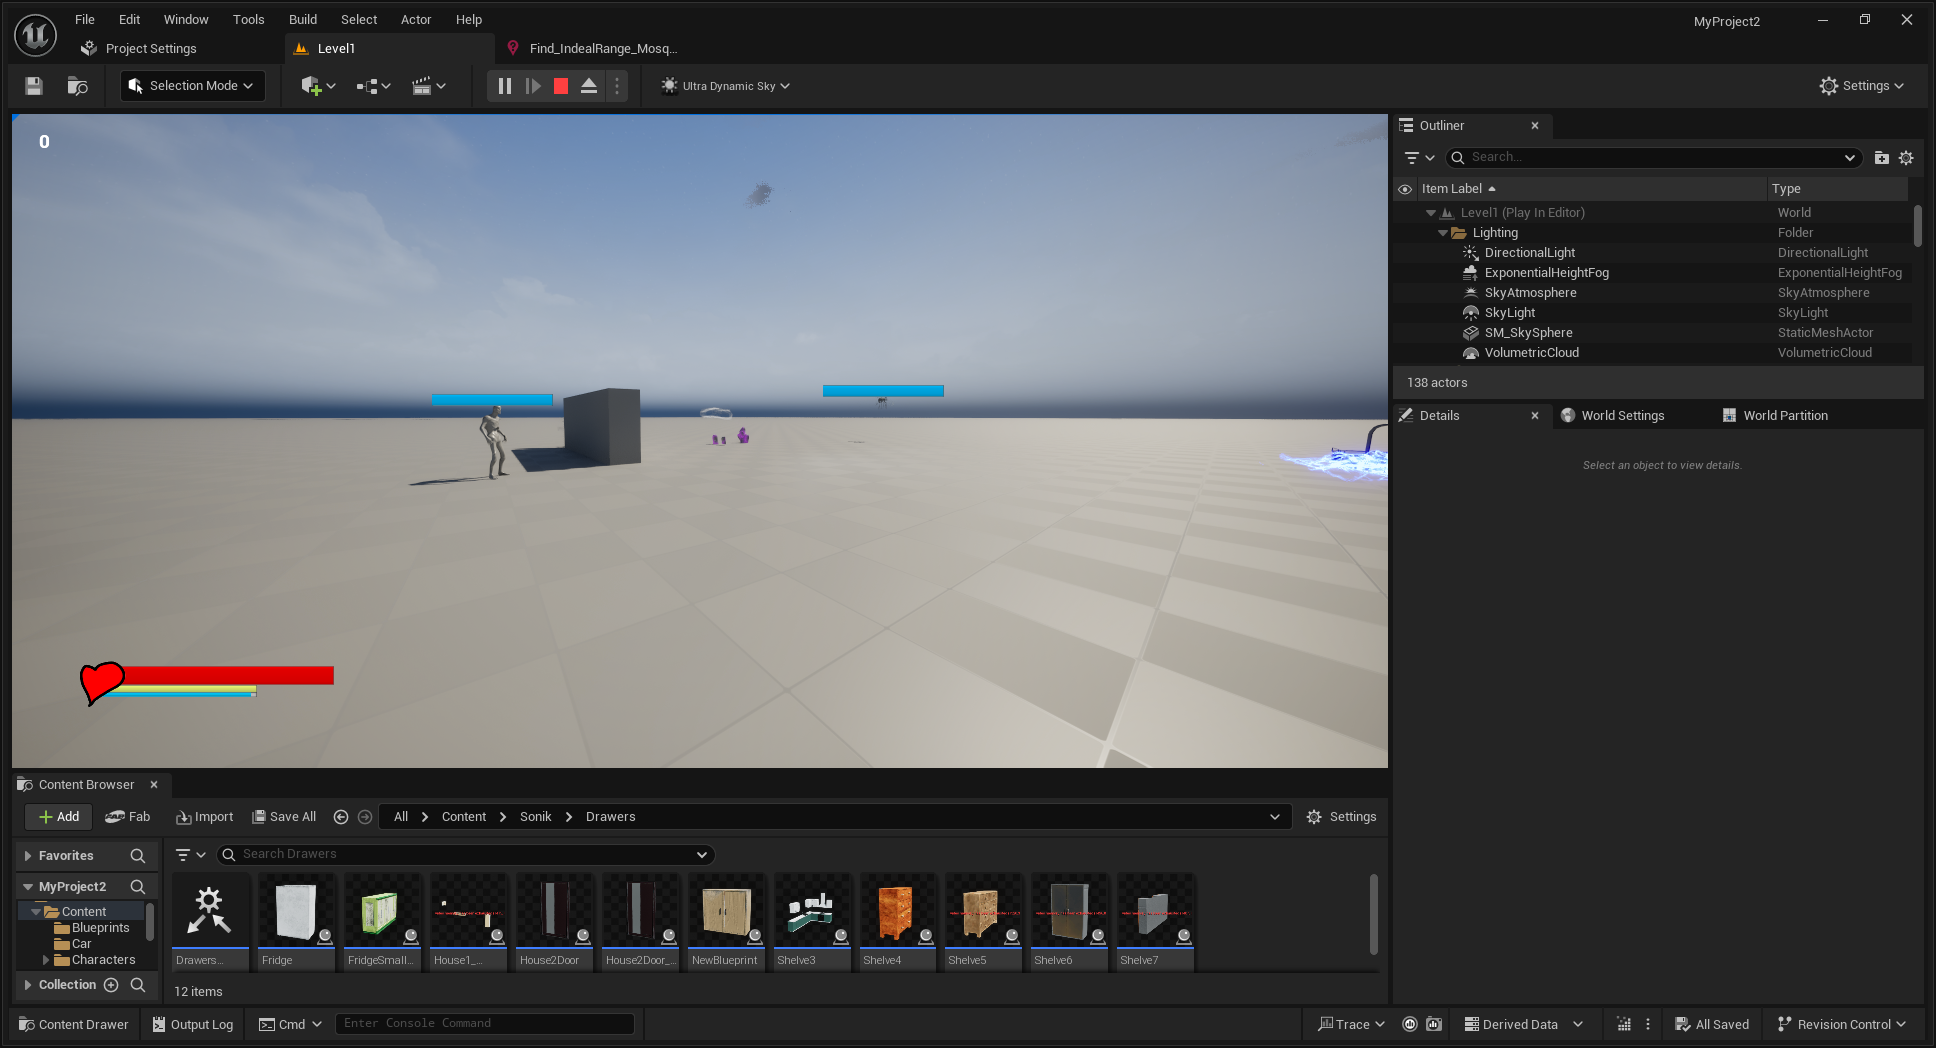 File Edit Window Tools Build Select Actor Help
MyProject2
Project Settings
Level1
Find_IndealRange_Mosq...
Selection Mode
Ultra Dynamic Sky
Settings
0
Outliner
Search...
Item Label Type
Level1 (Play In Editor) World
Lighting Folder
DirectionalLight DirectionalLight
ExponentialHeightFog ExponentialHeightFog
SkyAtmosphere SkyAtmosphere
SkyLight SkyLight
SM_SkySphere StaticMeshActor
VolumetricCloud VolumetricCloud
138 actors
Details
World Settings
World Partition
Select an object to view details.
Content Browser
Add
Fab
Import
Save All
All > Content > Sonik > Drawers
Settings
Favorites
MyProject2
Content
Blueprints
Car
Characters
Collection
Search Drawers
Drawers...
Fridge
FridgeSmall...
House1_...
House2Door
House2Door_...
NewBlueprint
Shelve3
Shelve4
Shelve5
Shelve6
Shelve7
12 items
Content Drawer
Output Log
Cmd
Enter Console Command
Trace
Derived Data
All Saved
Revision Control